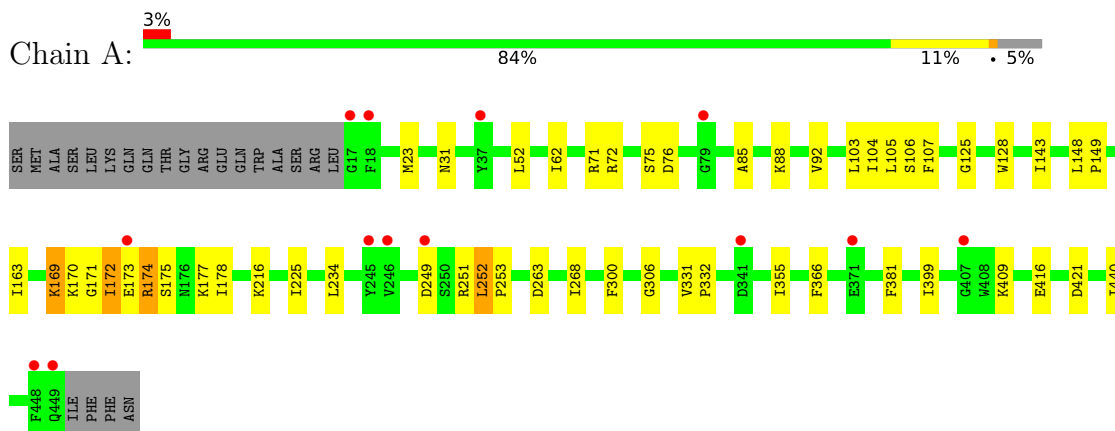 3%
Chain A:
84% 11% • 5%
SER MET ALA SER LEU LYS GLN GLN THR GLY ARG GLU GLN TRP ALA SER ARG LEU G17 F18 M23 N31 Y37 L52 I62 R71 R72 S75 D76 G79 A85 K88 V92 L103 I104 L105 S106 F107 G125 W128 I143 L148 P149
I163 K169 K170 G171 I172 E173 R174 S175 N176 K177 I178 K216 I225 L234 Y245 V246 D249 S250 R251 L252 P253 D263 I268 F300 G306 V331 P332 D341 I355 F366 E371 F381 I399 G407 W408 K409 E416 D421
F448 Q449 ILE PHE PHE ASN